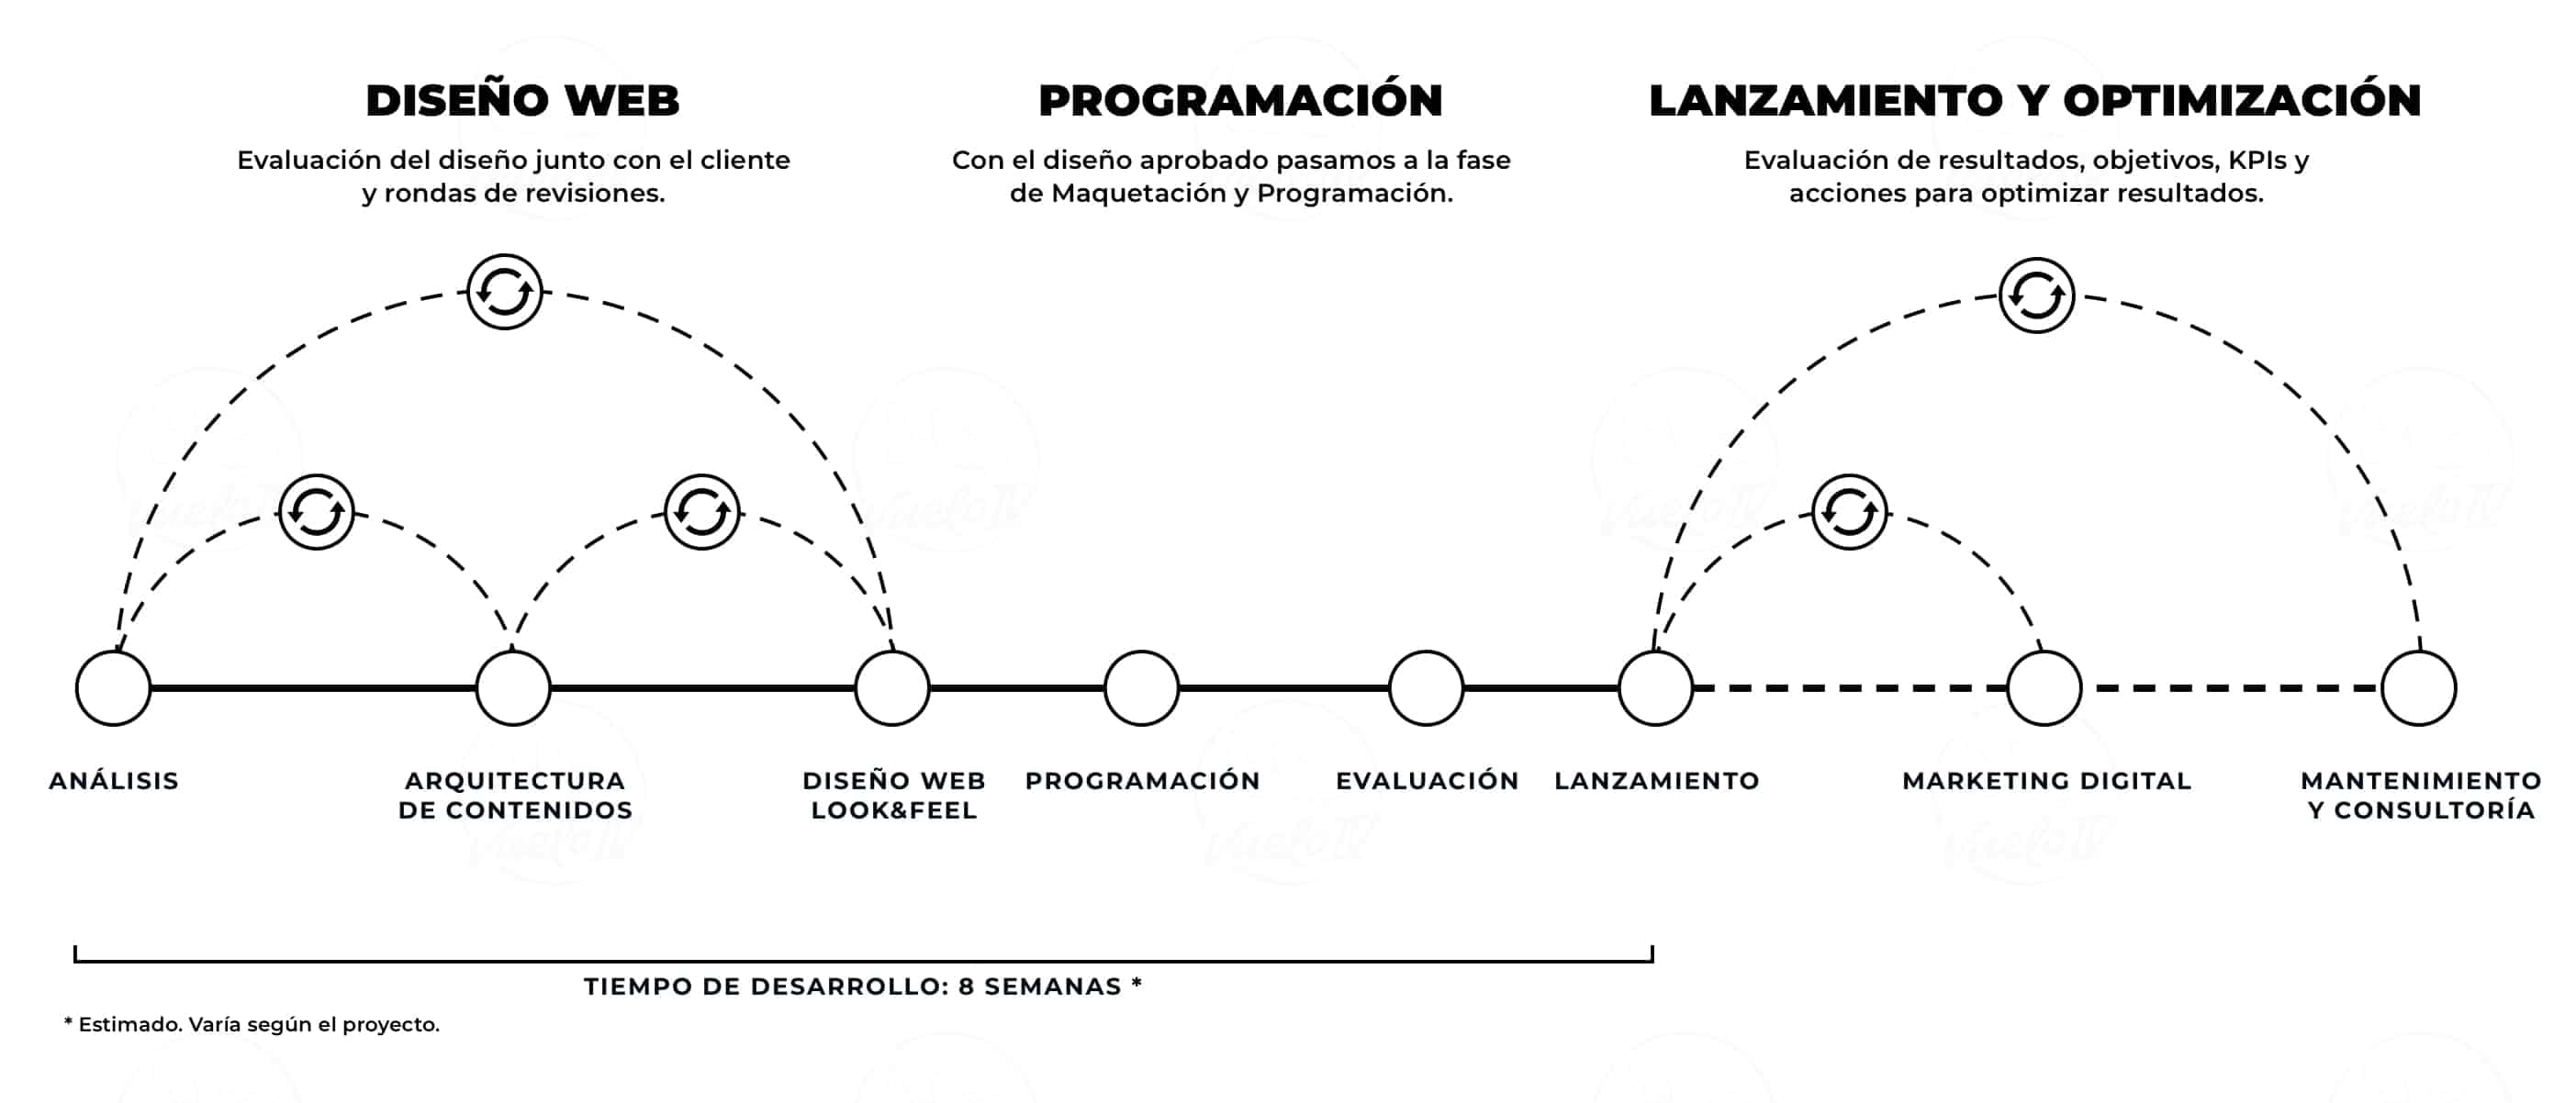 DISEÑO WEB
Evaluación del diseño junto con el cliente
y rondas de revisiones.
PROGRAMACIÓN
Con el diseño aprobado pasamos a la fase
de Maquetación y Programación.
LANZAMIENTO Y OPTIMIZACIÓN
Evaluación de resultados, objetivos, KPIs y
acciones para optimizar resultados.
ANÁLISIS
ARQUITECTURA
DE CONTENIDOS
DISEÑO WEB
LOOK&FEEL
PROGRAMACIÓN
EVALUACIÓN
LANZAMIENTO
MARKETING DIGITAL
MANTENIMIENTO
Y CONSULTORÍA
TIEMPO DE DESARROLLO: 8 SEMANAS *
* Estimado. Varía según el proyecto.